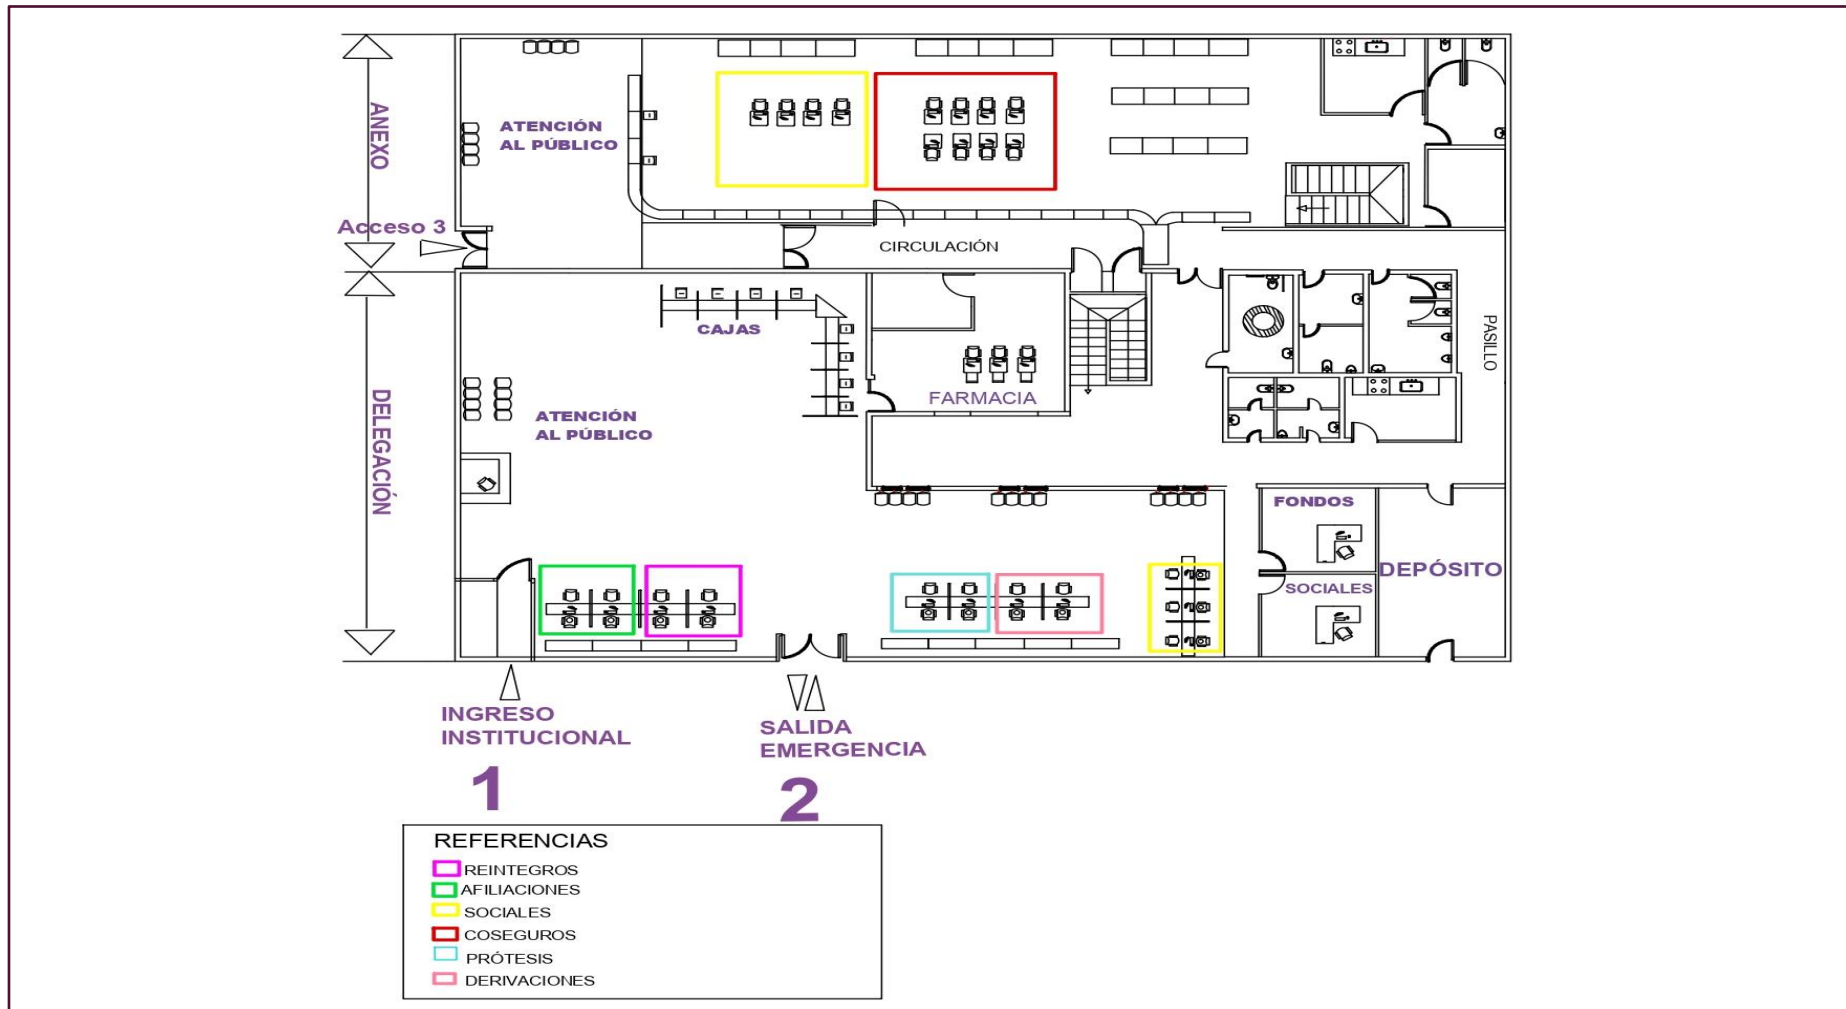 ANEXO
ATENCIÓN
AL PÚBLICO
Acceso 3
CIRCULACIÓN
CAJAS
PASILLO
FARMACIA
DELEGACIÓN
ATENCIÓN
AL PÚBLICO
FONDOS
DEPÓSITO
SOCIALES
INGRESO
INSTITUCIONAL
1
SALIDA
EMERGENCIA
2
REFERENCIAS
REINTEGROS
AFILIACIONES
SOCIALES
COSEGUROS
PRÓTESIS
DERIVACIONES